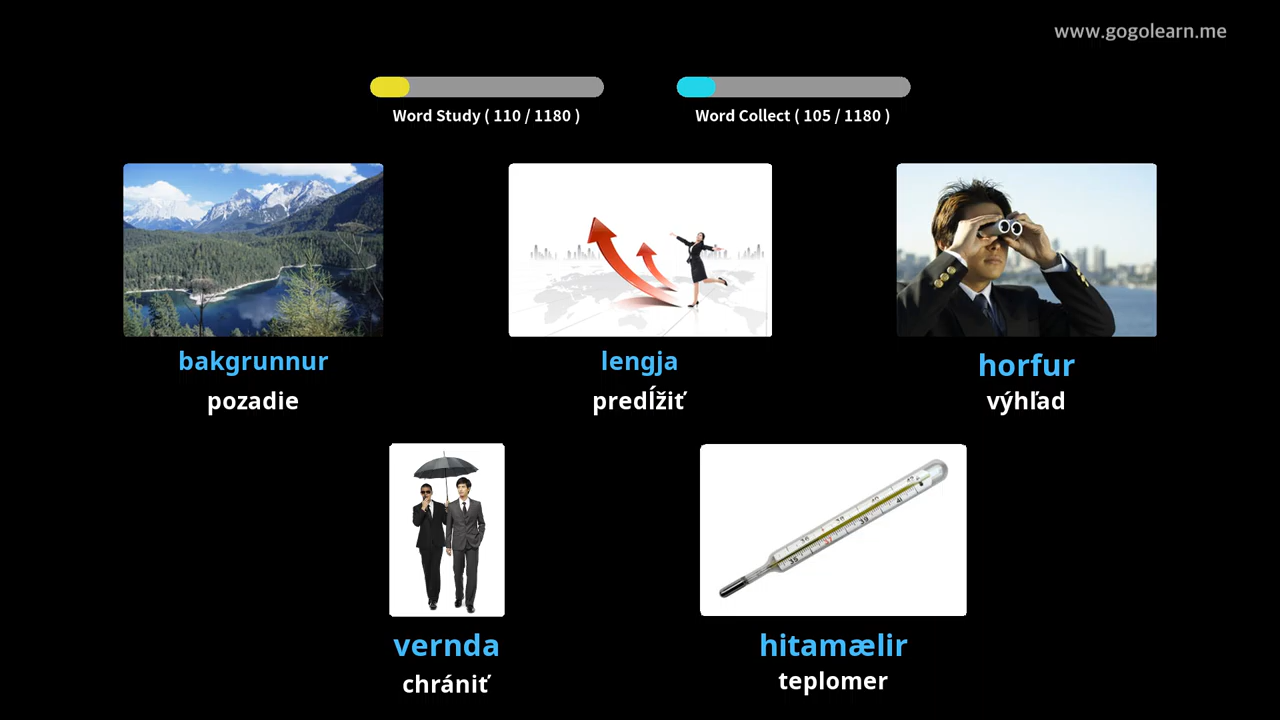 www.gogolearn.me
Word Study ( 110 / 1180 )
Word Collect ( 105 / 1180 )
bakgrunnur
lengja
horfur
pozadie
predĺžiť
výhľad
vernda
hitamælir
chrániť
teplomer